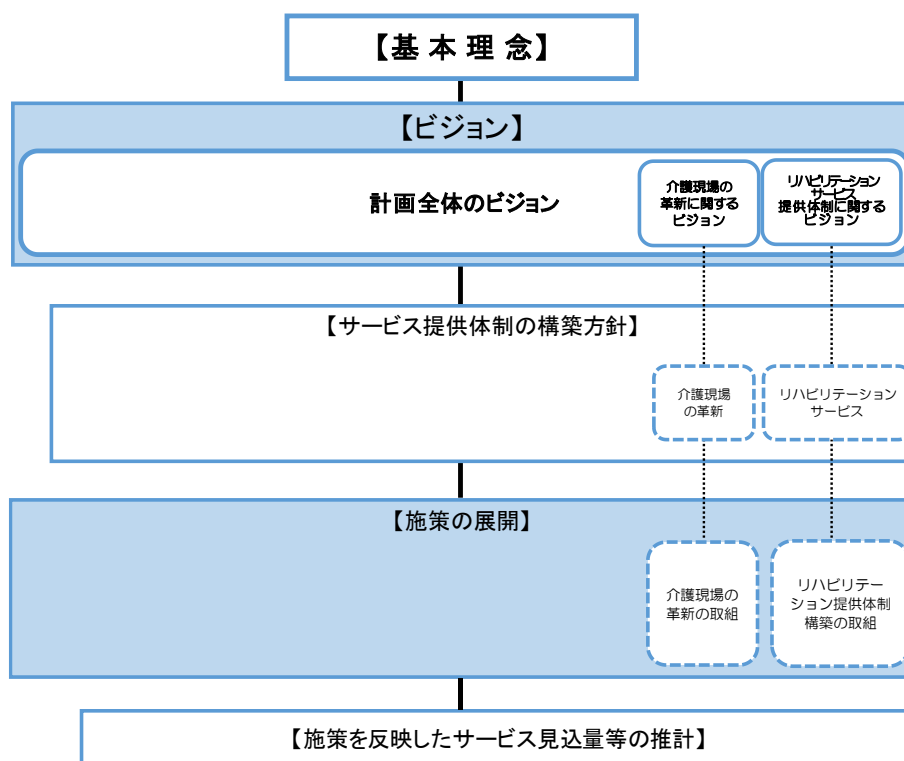 【基 本 理 念】
【ビジョン】
計画全体のビジョン
介護現場の
革新に関する
ビジョン
リハビリテーション
サービス
提供体制に関する
ビジョン
【サービス提供体制の構築方針】
介護現場
の革新
リハビリテーション
サービス
【施策の展開】
介護現場の
革新の取組
リハビリテー
ション提供体制
構築の取組
【施策を反映したサービス見込量等の推計】